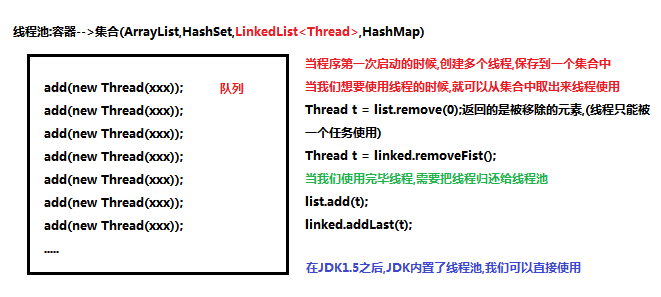 线程池:容器-->集合(ArrayList,HashSet,LinkedList<Thread>,HashMap)
add(new Thread(xxx)); 队列
add(new Thread(xxx));
add(new Thread(xxx));
add(new Thread(xxx));
add(new Thread(xxx));
add(new Thread(xxx));
add(new Thread(xxx));
.....
当程序第一次启动的时候,创建多个线程,保存到一个集合中
当我们想要使用线程的时候,就可以从集合中取出来线程使用
Thread t = list.remove(0);返回的是被移除的元素,(线程只能被
一个任务使用)
Thread t = linked.removeFist();
当我们使用完毕线程,需要把线程归还给线程池
list.add(t);
linked.addLast(t);
在JDK1.5之后,JDK内置了线程池,我们可以直接使用